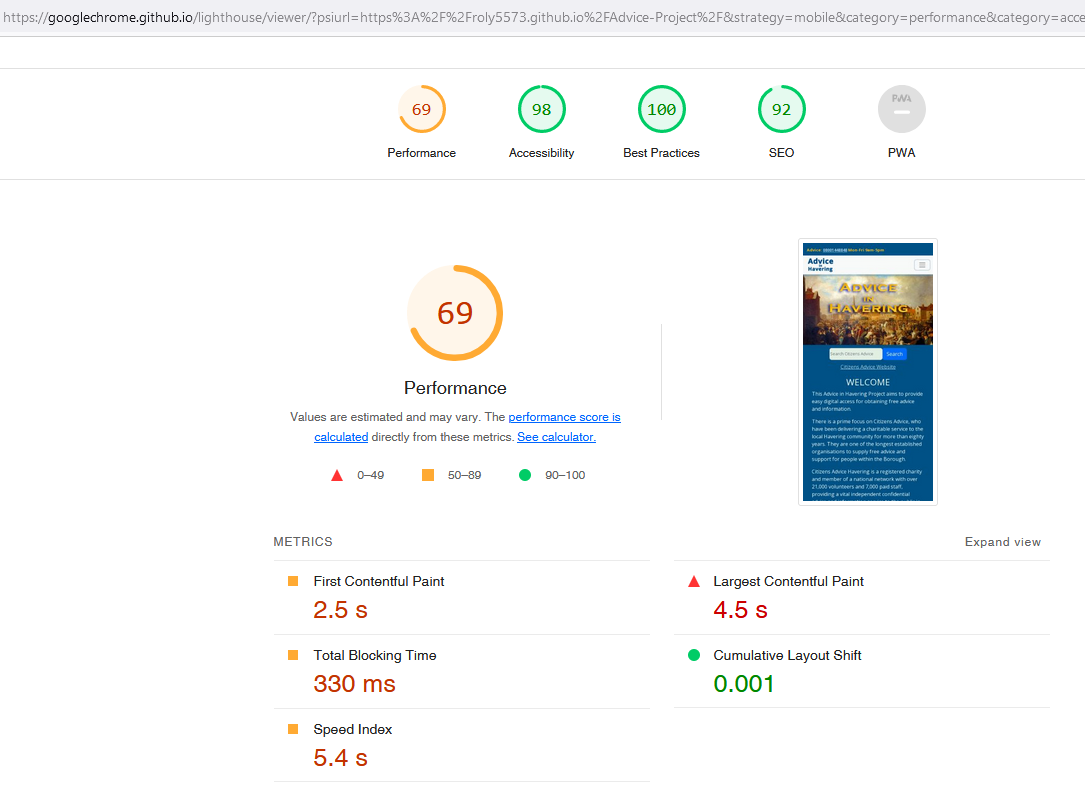 https://googlechrome.github.io/lighthouse/viewer/?psiurl=https%3A%2F%2Froly5573.github.io%2FAdvice-Project%2F&strategy=mobile&category=performance&category=acce
69
98
100
92
PWA
Performance
Accessibility
Best Practices
SEO
PWA
69
Performance
Values are estimated and may vary. The performance score is
calculated directly from these metrics. See calculator.
0–49
50–89
90–100
Advice
Mon-Fri 9am-5pm
Advice
in
Havering
ADVICE
IN
HAVERING
Search Citizens Advice
Search
Citizens Advice Website
WELCOME
This Advice in Havering Project aims to provide
easy digital access for obtaining free advice
and information.
There is a prime focus on Citizens Advice, who
have been delivering a charitable service to the
local Havering community for more than eighty
years. They are one of the longest established
organisations to supply free advice and
support for people within the Borough.
Citizens Advice Havering is a registered charity
and member of a national network with over
21,000 volunteers and 7,000 paid staff,
providing a vital independent confidential
METRICS
Expand view
First Contentful Paint
2.5 s
Largest Contentful Paint
4.5 s
Total Blocking Time
330 ms
Cumulative Layout Shift
0.001
Speed Index
5.4 s